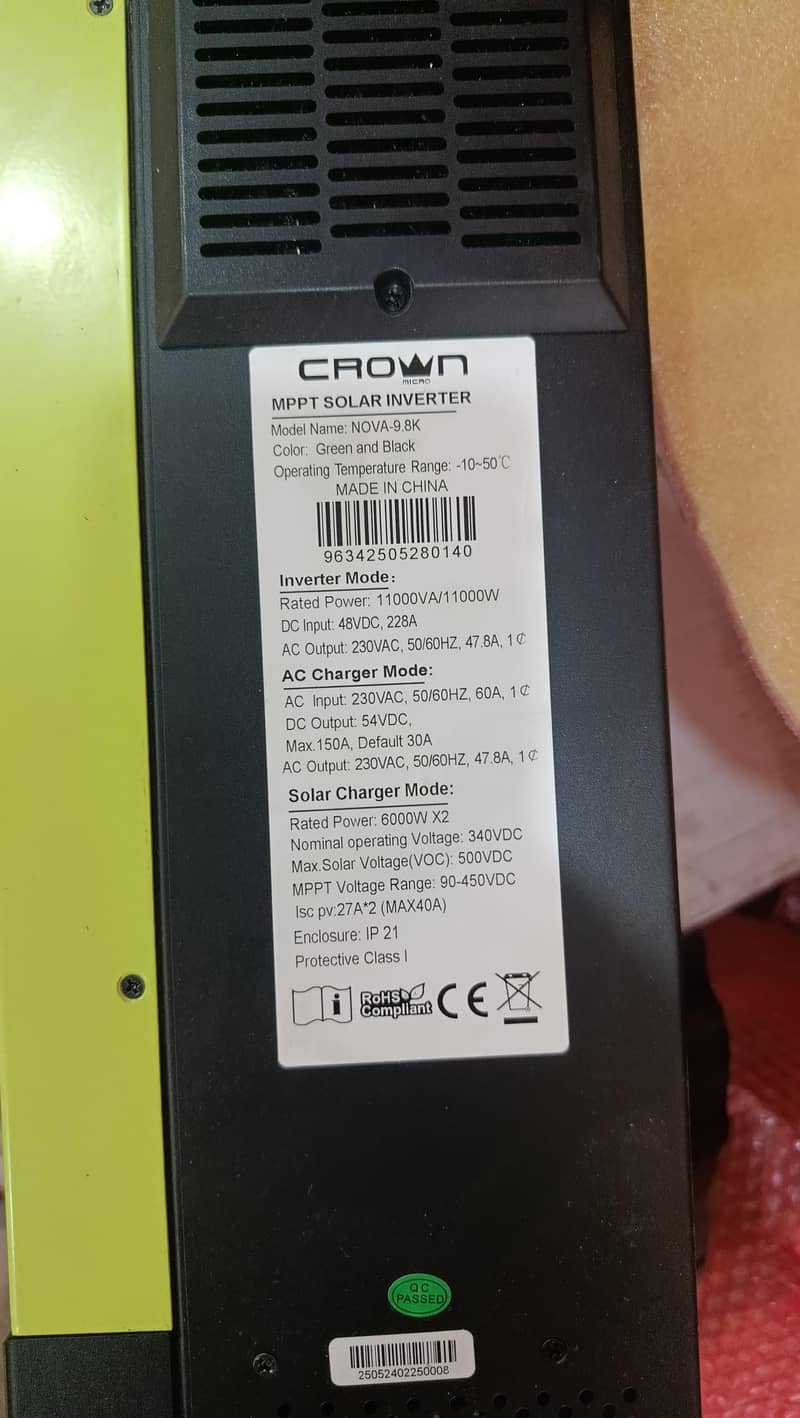 CROWN
MICRO
MPPT SOLAR INVERTER
Model Name: NOVA-9.8K
Color: Green and Black
Operating Temperature Range: -10~50℃
MADE IN CHINA
96342505280140
Inverter Mode:
Rated Power: 11000VA/11000W
DC Input: 48VDC, 228A
AC Output: 230VAC, 50/60HZ, 47.8A, 1₵
AC Charger Mode:
AC Input: 230VAC, 50/60HZ, 60A, 1₵
DC Output: 54VDC,
Max.150A, Default 30A
AC Output: 230VAC, 50/60HZ, 47.8A, 1₵
Solar Charger Mode:
Rated Power: 6000W X2
Nominal operating Voltage: 340VDC
Max.Solar Voltage(VOC): 500VDC
MPPT Voltage Range: 90-450VDC
Isc pv:27A*2 (MAX40A)
Enclosure: IP 21
Protective Class I
i RoHS Compliant CE
QC
PASSED
25052402250008